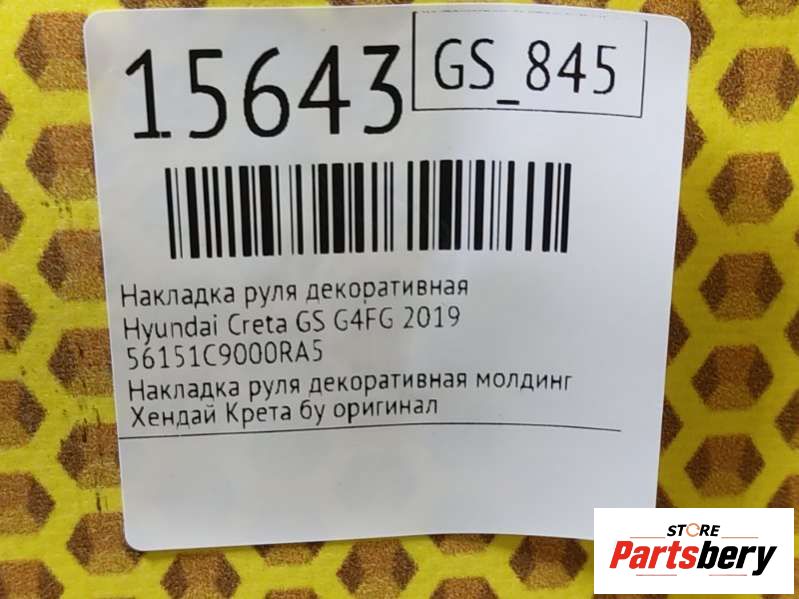 15643
GS_845
Накладка руля декоративная
Hyundai Creta GS G4FG 2019
56151C9000RA5
Накладка руля декоративная молдинг
Хендай Крета бу оригинал
STORE
Partsbery